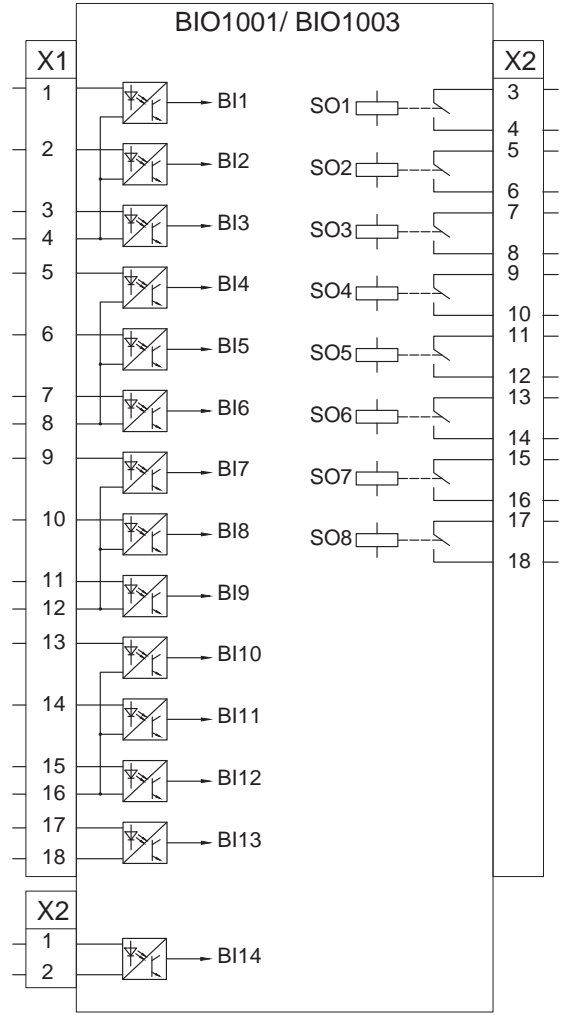 BIO1001/ BIO1003
X1
X2
1
BI1
SO1
3
4
2
BI2
SO2
5
6
3
4
BI3
SO3
7
8
5
BI4
SO4
9
10
6
BI5
SO5
11
12
7
8
BI6
SO6
13
14
9
BI7
SO7
15
16
10
BI8
SO8
17
18
11
12
BI9
13
BI10
14
BI11
15
16
BI12
17
18
BI13
X2
1
2
BI14